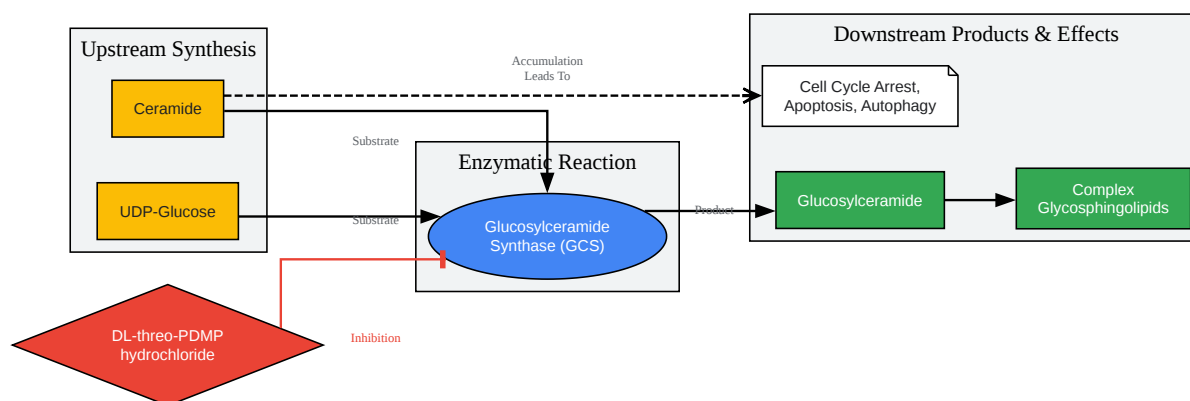 Upstream Synthesis
Ceramide
UDP-Glucose
Accumulation
Leads To
Substrate
Substrate
Enzymatic Reaction
Glucosylceramide
Synthase (GCS)
Product
Downstream Products & Effects
Cell Cycle Arrest,
Apoptosis, Autophagy
Glucosylceramide
Complex
Glycosphingolipids
DL-threo-PDMP
hydrochloride
Inhibition